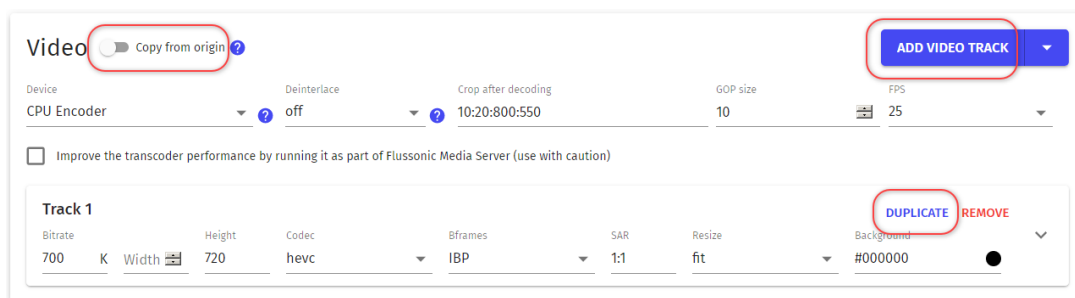 Video Copy from origin ? ADD VIDEO TRACK
Device Deinterlace Crop after decoding GOP size FPS
CPU Encoder ? off ? 10:20:800:550 10 25
Improve the transcoder performance by running it as part of Flussonic Media Server (use with caution)
Track 1 DUPLICATE REMOVE
Bitrate Height Codec Bframes SAR Resize Background
700 K Width 720 hevc IBP 1:1 fit #000000